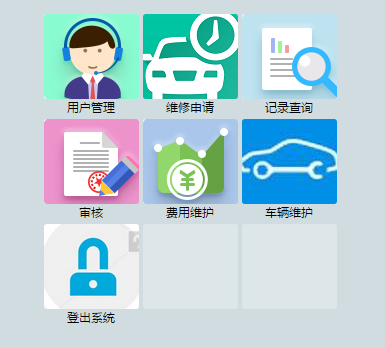 用户管理
维修申请
记录查询
审核
费用维护
车辆维护
登出系统